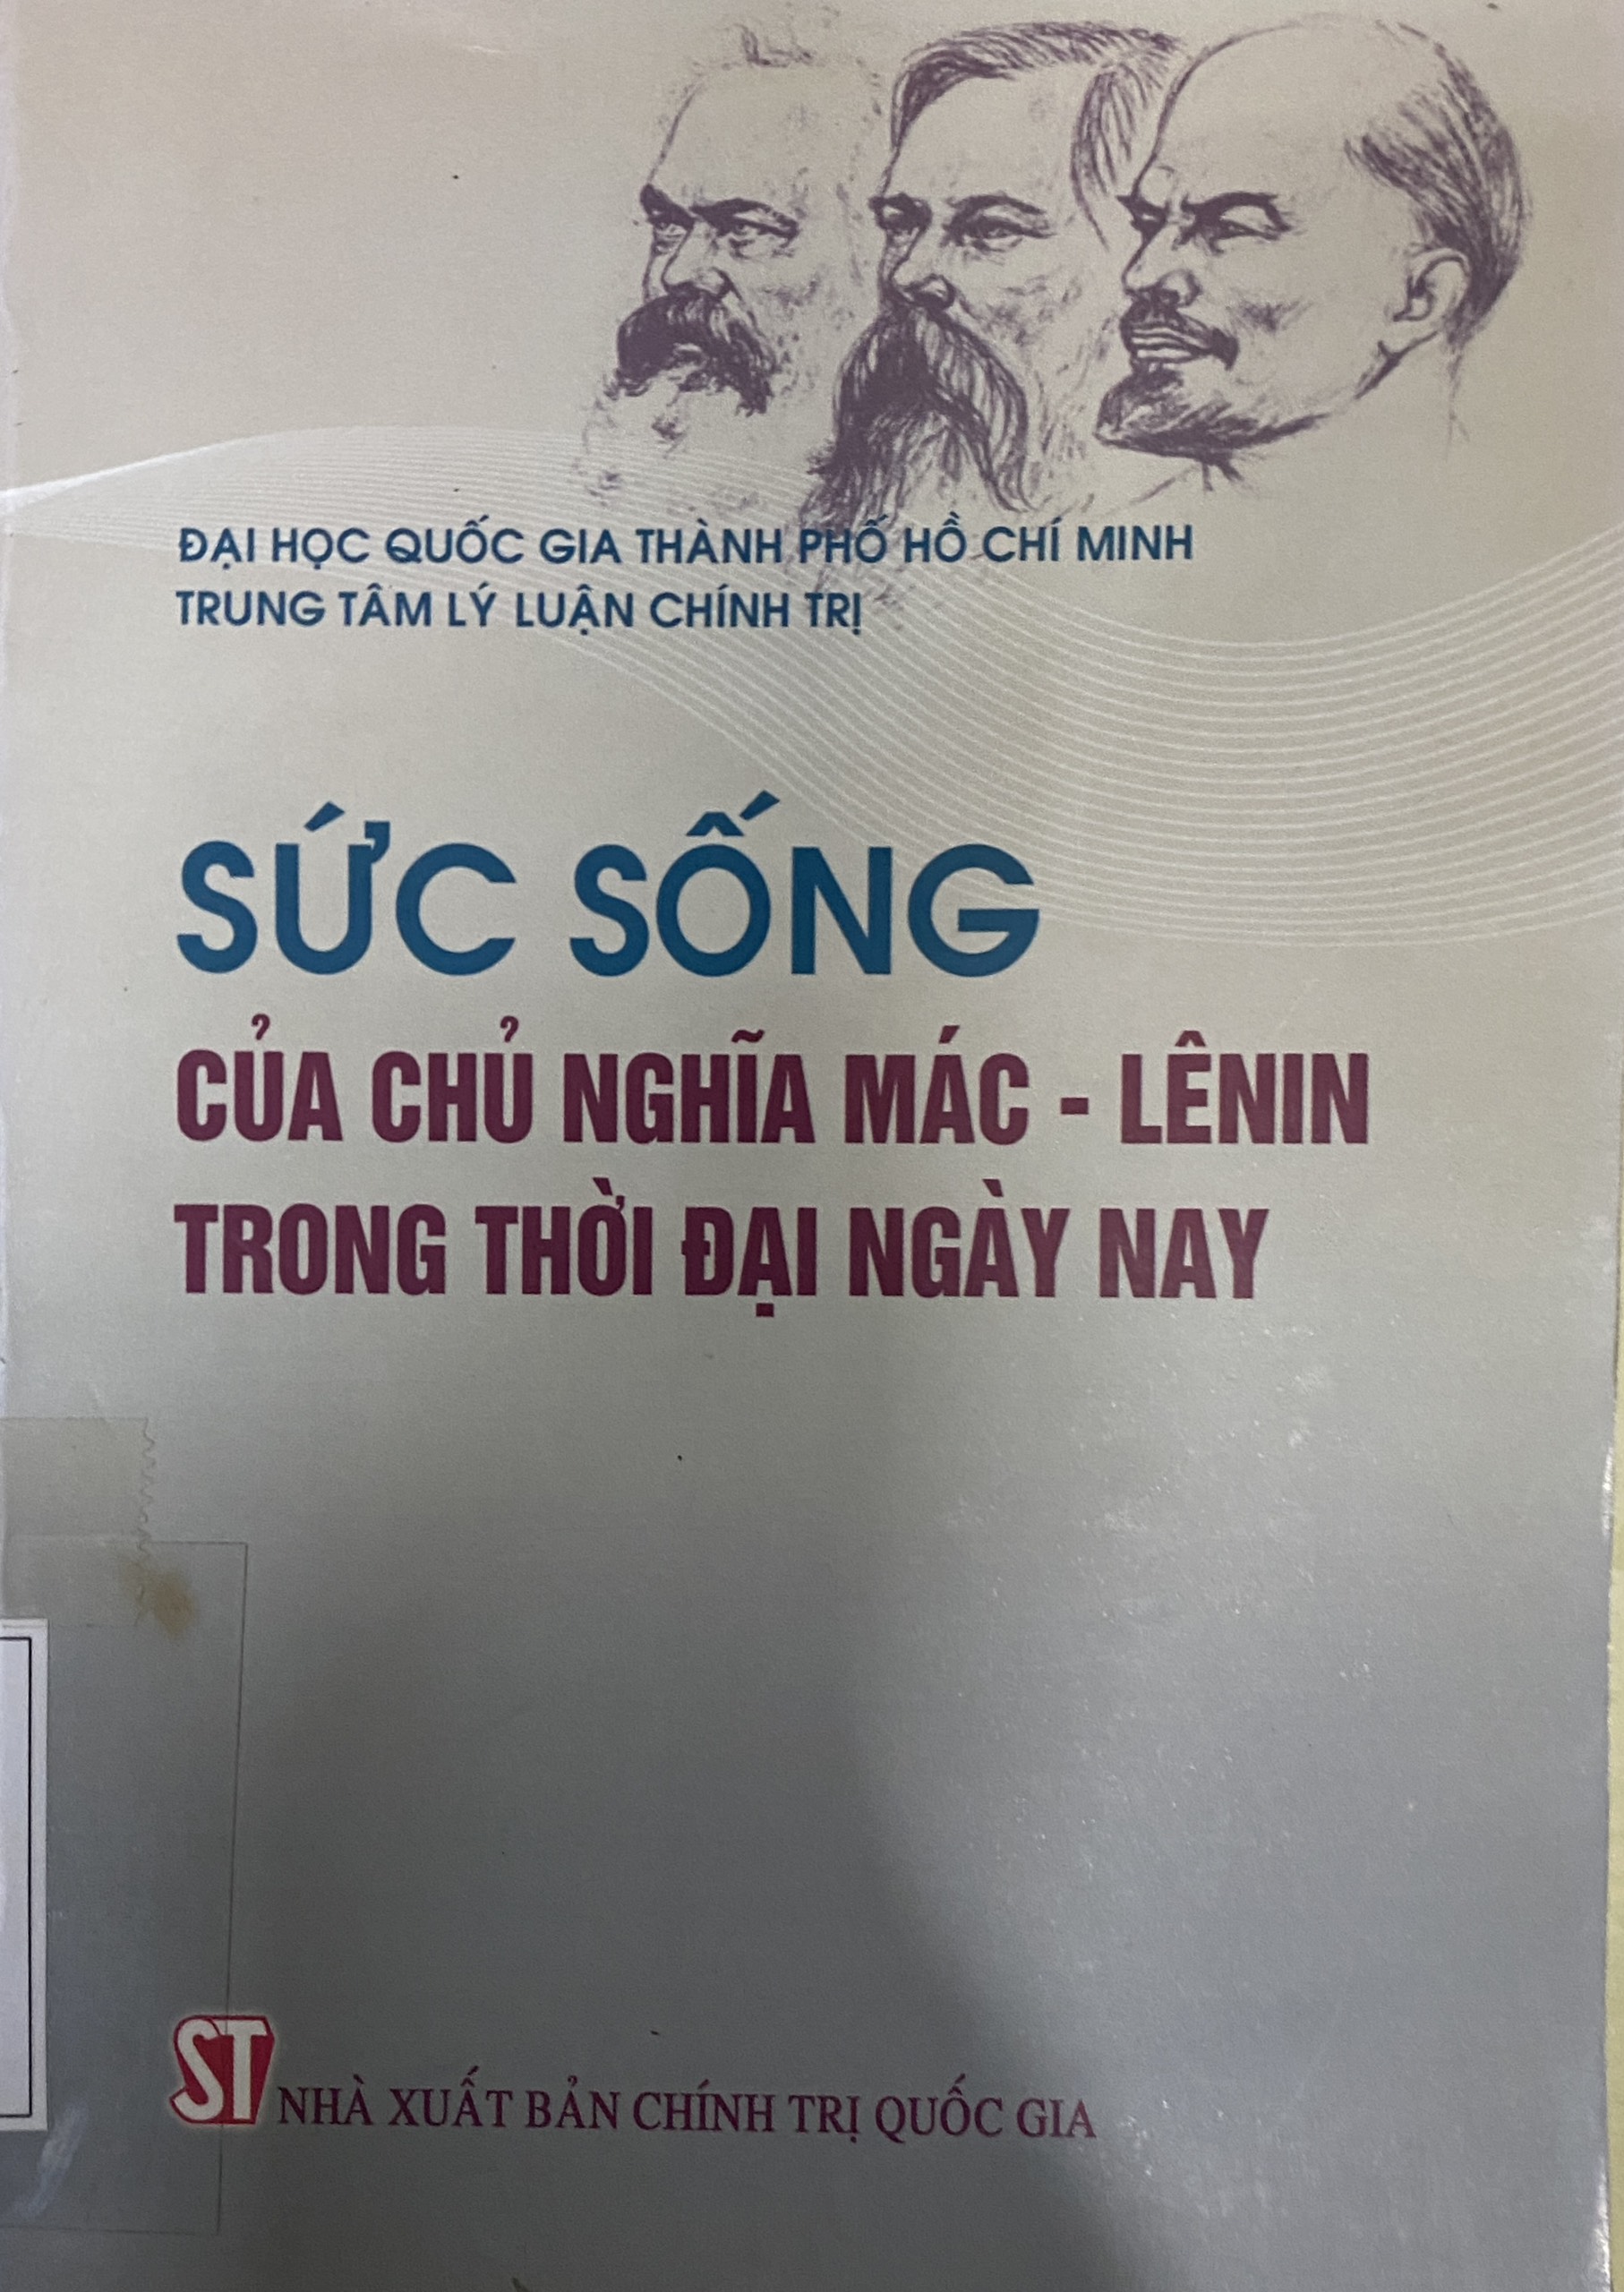 ĐẠI HỌC QUỐC GIA THÀNH PHỐ HỒ CHÍ MINH
TRUNG TÂM LÝ LUẬN CHÍNH TRỊ
SỨC SỐNG
CỦA CHỦ NGHĨA MÁC - LÊNIN
TRONG THỜI ĐẠI NGÀY NAY
ST NHÀ XUẤT BẢN CHÍNH TRỊ QUỐC GIA